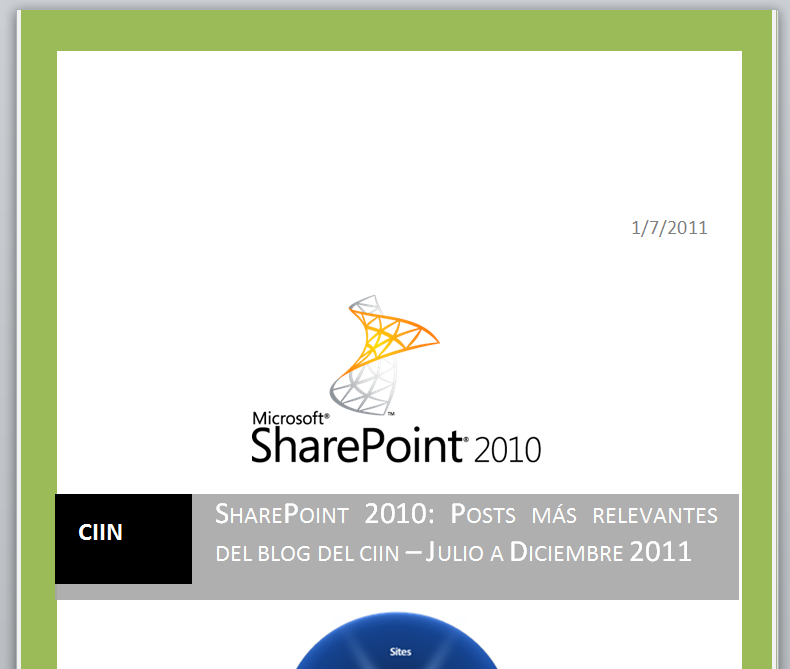 1/7/2011
Microsoft®
SharePoint® 2010
™
CIIN
SharePoint 2010: Posts más relevantes
del blog del ciin – Julio a Diciembre 2011
Sites